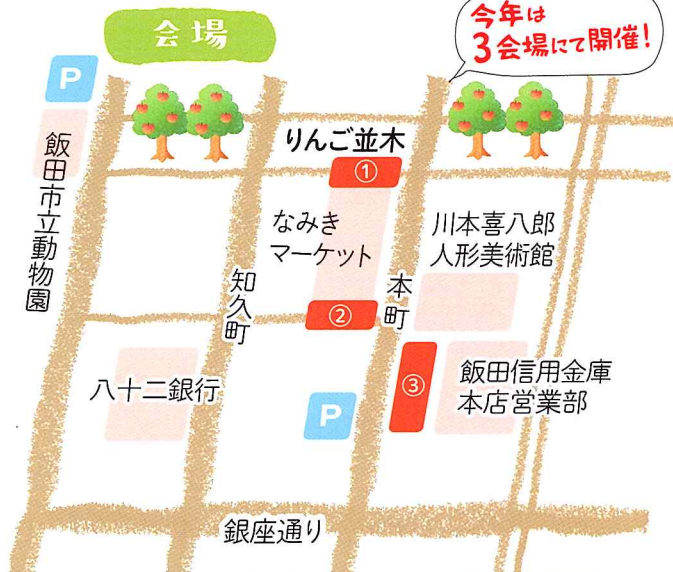 会場
今年は
3会場にて開催!
P
飯田市立動物園
りんご並木
①
なみき
マーケット
川本喜八郎
人形美術館
知久町
本町
②
③
八十二銀行
P
飯田信用金庫
本店営業部
銀座通り